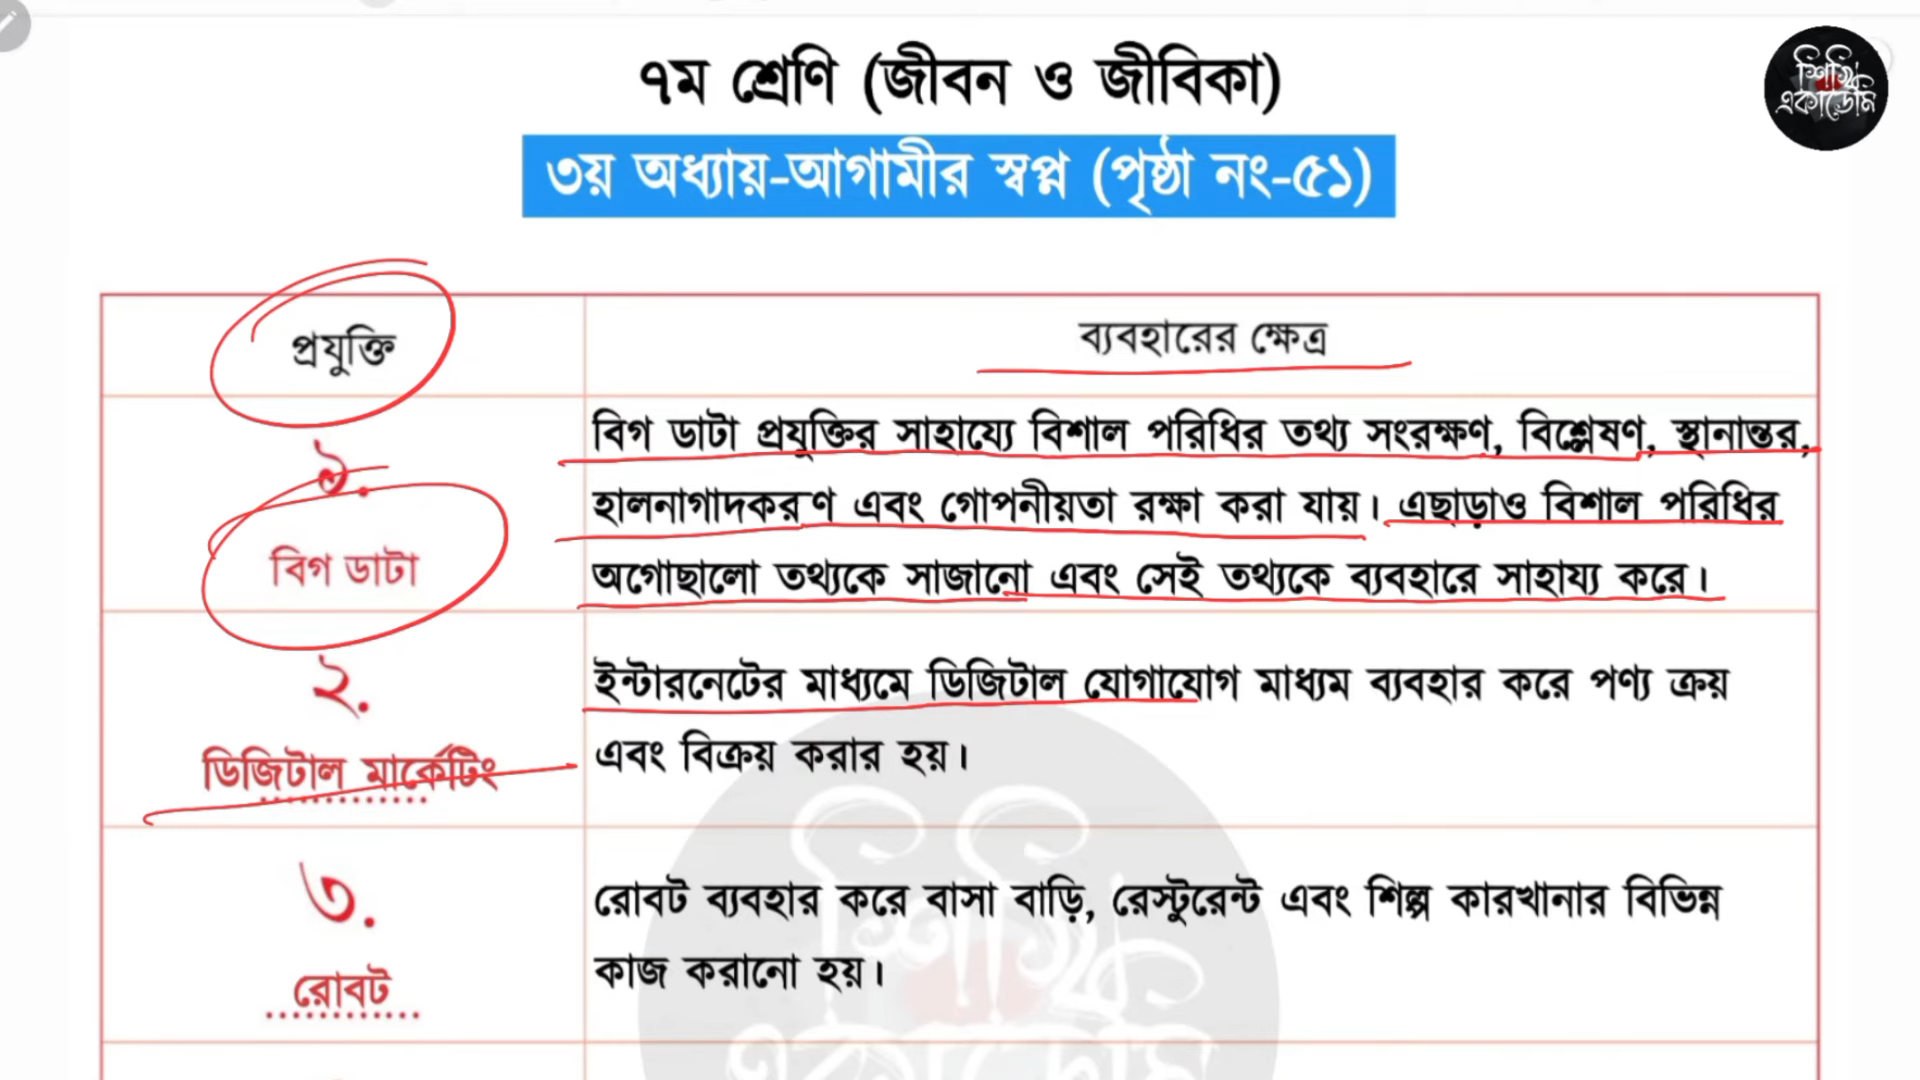 ৭ম শ্রেণি (জীবন ও জীবিকা)
শিখি
একাডেমি
৩য় অধ্যায়-আগামীর স্বপ্ন (পৃষ্ঠা নং-৫১)
প্রযুক্তি
ব্যবহারের ক্ষেত্র
১.
বিগ ডাটা
বিগ ডাটা প্রযুক্তির সাহায্যে বিশাল পরিধির তথ্য সংরক্ষণ, বিশ্লেষণ, স্থানান্তর,
হালনাগাদকরণ এবং গোপনীয়তা রক্ষা করা যায়। এছাড়াও বিশাল পরিধির
অগোছালো তথ্যকে সাজানো এবং সেই তথ্যকে ব্যবহারে সাহায্য করে।
২.
ডিজিটাল মার্কেটিং
ইন্টারনেটের মাধ্যমে ডিজিটাল যোগাযোগ মাধ্যম ব্যবহার করে পণ্য ক্রয়
এবং বিক্রয় করার হয়।
৩.
রোবট
রোবট ব্যবহার করে বাসা বাড়ি, রেস্টুরেন্ট এবং শিল্প কারখানার বিভিন্ন
কাজ করানো হয়।
শিখি
একাডেমি